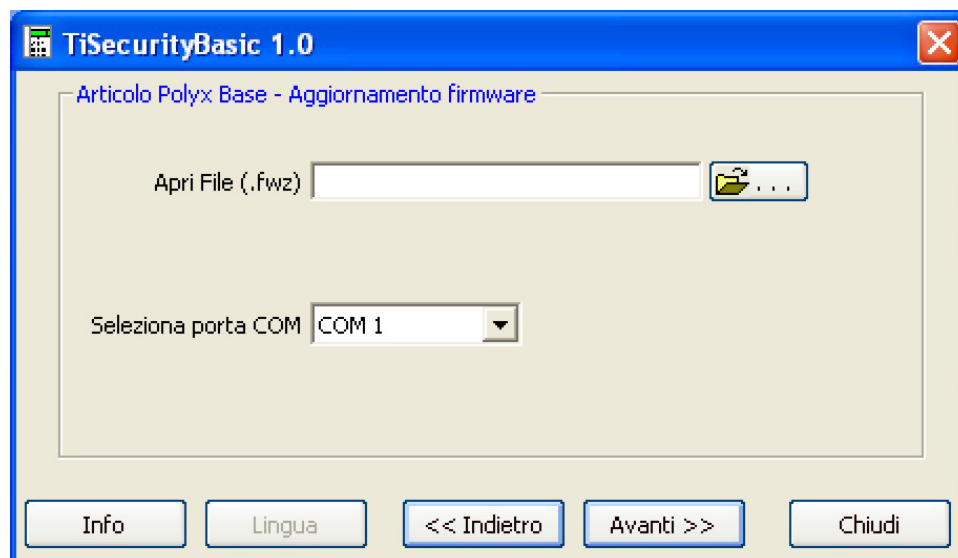 TiSecurityBasic 1.0
Articolo Polyx Base - Aggiornamento firmware
Apri File (.fwz)
. . .
Seleziona porta COM COM 1
Info Lingua << Indietro Avanti >> Chiudi